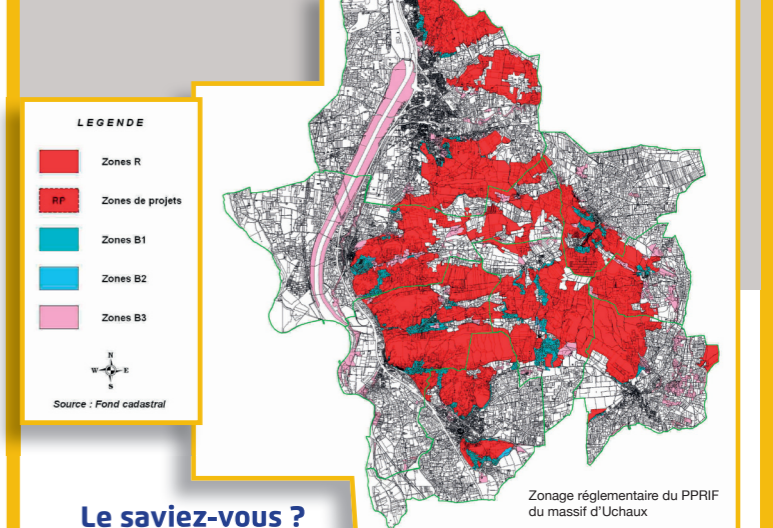 LEGENDE
Zones R
RP Zones de projets
Zones B1
Zones B2
Zones B3
N
W E
S
Source : Fond cadastral
Zonage réglementaire du PPRIF
du massif d'Uchaux
Le saviez-vous ?